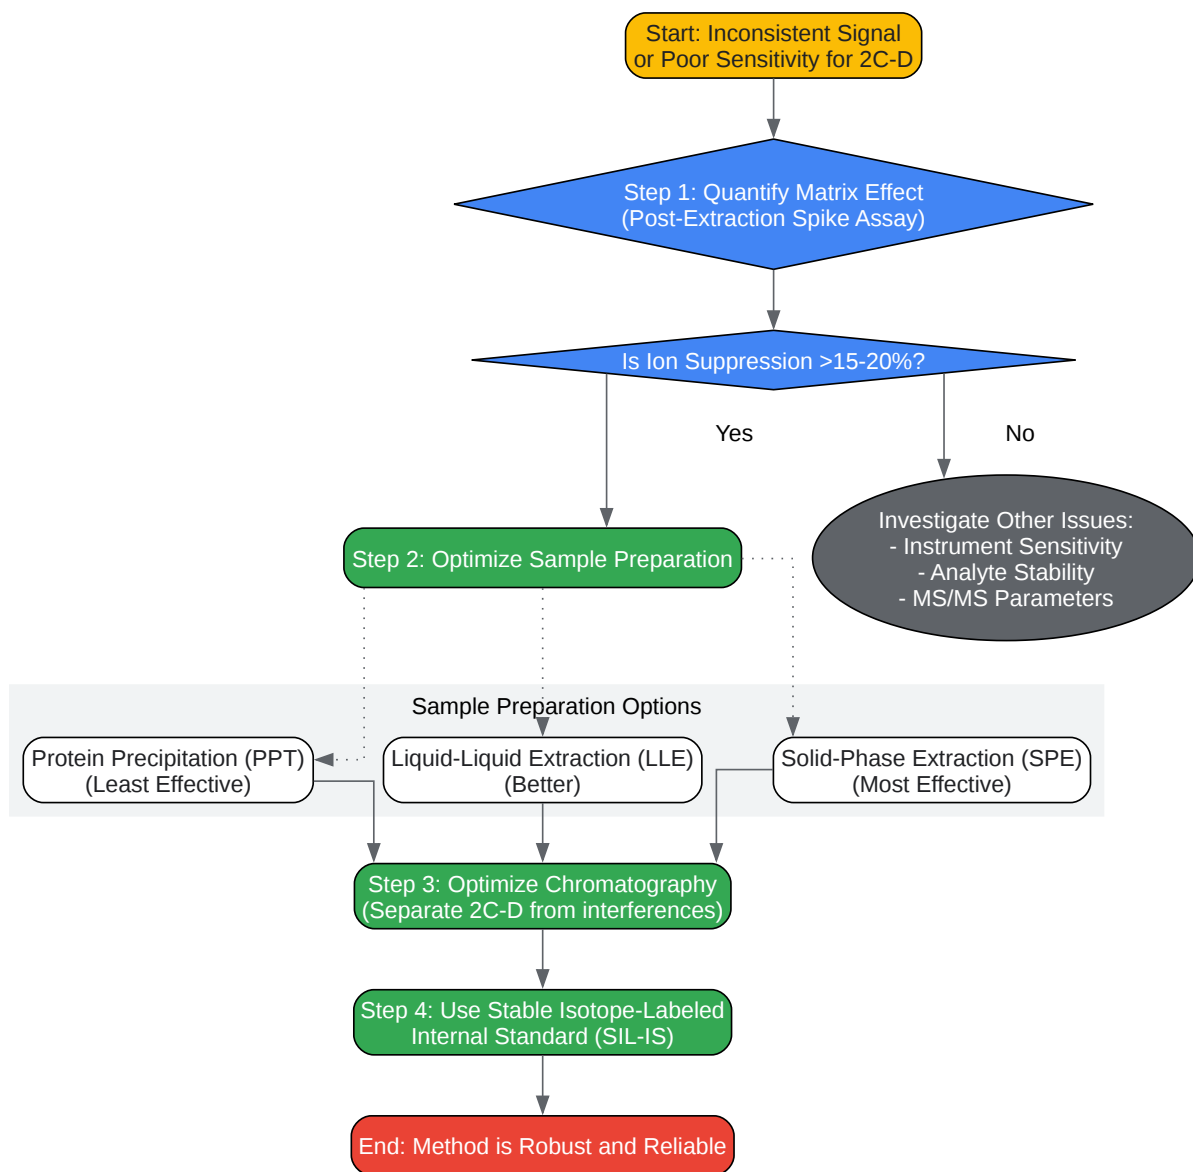 Start: Inconsistent Signal
or Poor Sensitivity for 2C-D
Step 1: Quantify Matrix Effect
(Post-Extraction Spike Assay)
Is Ion Suppression >15-20%?
Yes
No
Investigate Other Issues:
- Instrument Sensitivity
- Analyte Stability
- MS/MS Parameters
Step 2: Optimize Sample Preparation
Sample Preparation Options
Protein Precipitation (PPT)
(Least Effective)
Liquid-Liquid Extraction (LLE)
(Better)
Solid-Phase Extraction (SPE)
(Most Effective)
Step 3: Optimize Chromatography
(Separate 2C-D from interferences)
Step 4: Use Stable Isotope-Labeled
Internal Standard (SIL-IS)
End: Method is Robust and Reliable